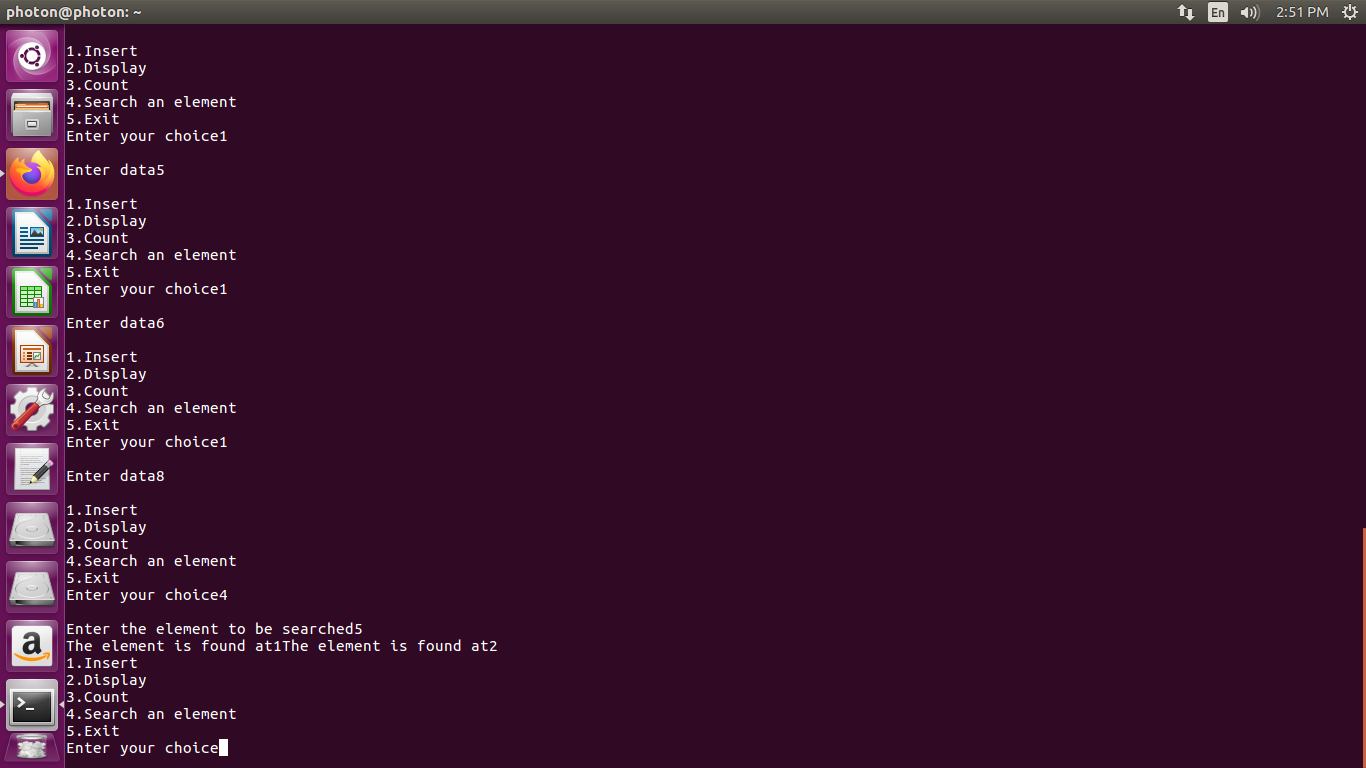 photon@photon: ~
En
2:51 PM
1.Insert
2.Display
3.Count
4.Search an element
5.Exit
Enter your choice1
Enter data5
1.Insert
2.Display
3.Count
4.Search an element
5.Exit
Enter your choice1
Enter data6
1.Insert
2.Display
3.Count
4.Search an element
5.Exit
Enter your choice1
Enter data8
1.Insert
2.Display
3.Count
4.Search an element
5.Exit
Enter your choice4
Enter the element to be searched5
The element is found at1The element is found at2
1.Insert
2.Display
3.Count
4.Search an element
5.Exit
Enter your choice